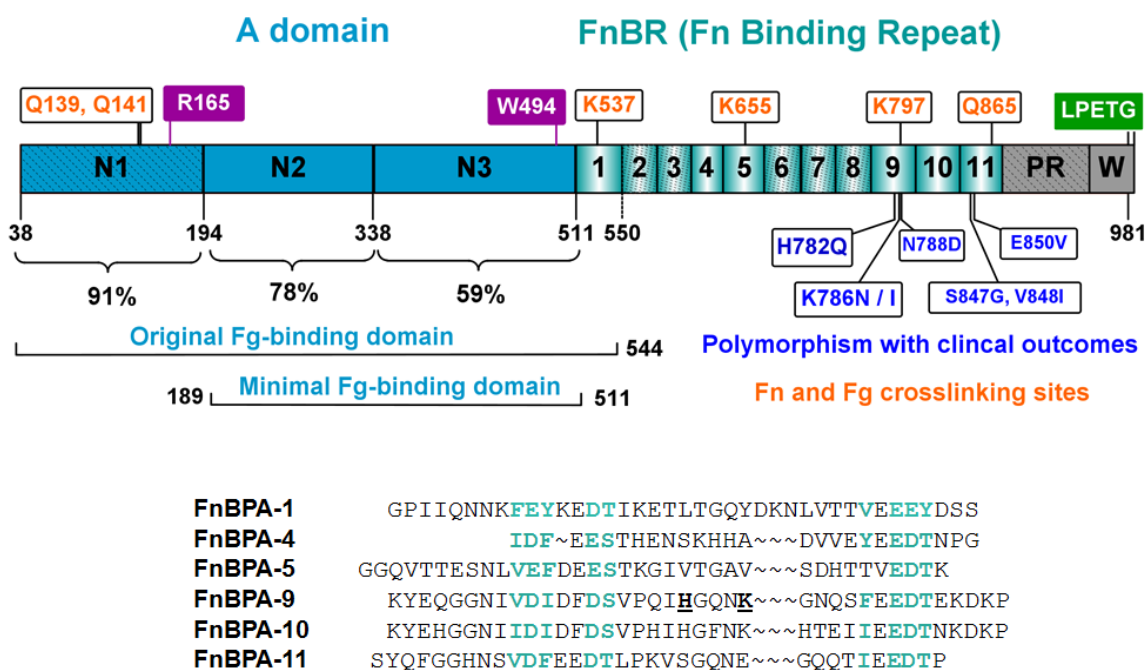 A domain FnBR (Fn Binding Repeat)
Q139, Q141 R165 W494 K537 K655 K797 Q865 LPETG
N1 N2 N3 1 2 3 4 5 6 7 8 9 10 11 PR W
38 194 338 511 550 981
H782Q N788D E850V
91% 78% 59%
K786N / I S847G, V848I
Original Fg-binding domain 544
Polymorphism with clincal outcomes
189 Minimal Fg-binding domain 511
Fn and Fg crosslinking sites
FnBPA-1 GPIIQNNKFEYKEDTIKETLTGQYDKNLVTTVEEEYDSS
FnBPA-4 IDF~EESTHENSKHHA~~~DVVEYEEDTNPG
FnBPA-5 GGQVTTESNLVEFDEESTKGIVTGAV~~~SDHTTVEDTK
FnBPA-9 KYEQGGNIVDIDFDSVPQIHGQNK~~~GNQSFEEDTEKDKP
FnBPA-10 KYEHGGNIIDIDFDSVPHIHGFNK~~~HTEIIEEDTNKDKP
FnBPA-11 SYQFGGHNSVDFEEDTLPKVSGQNE~~~GQQTIEEDTP